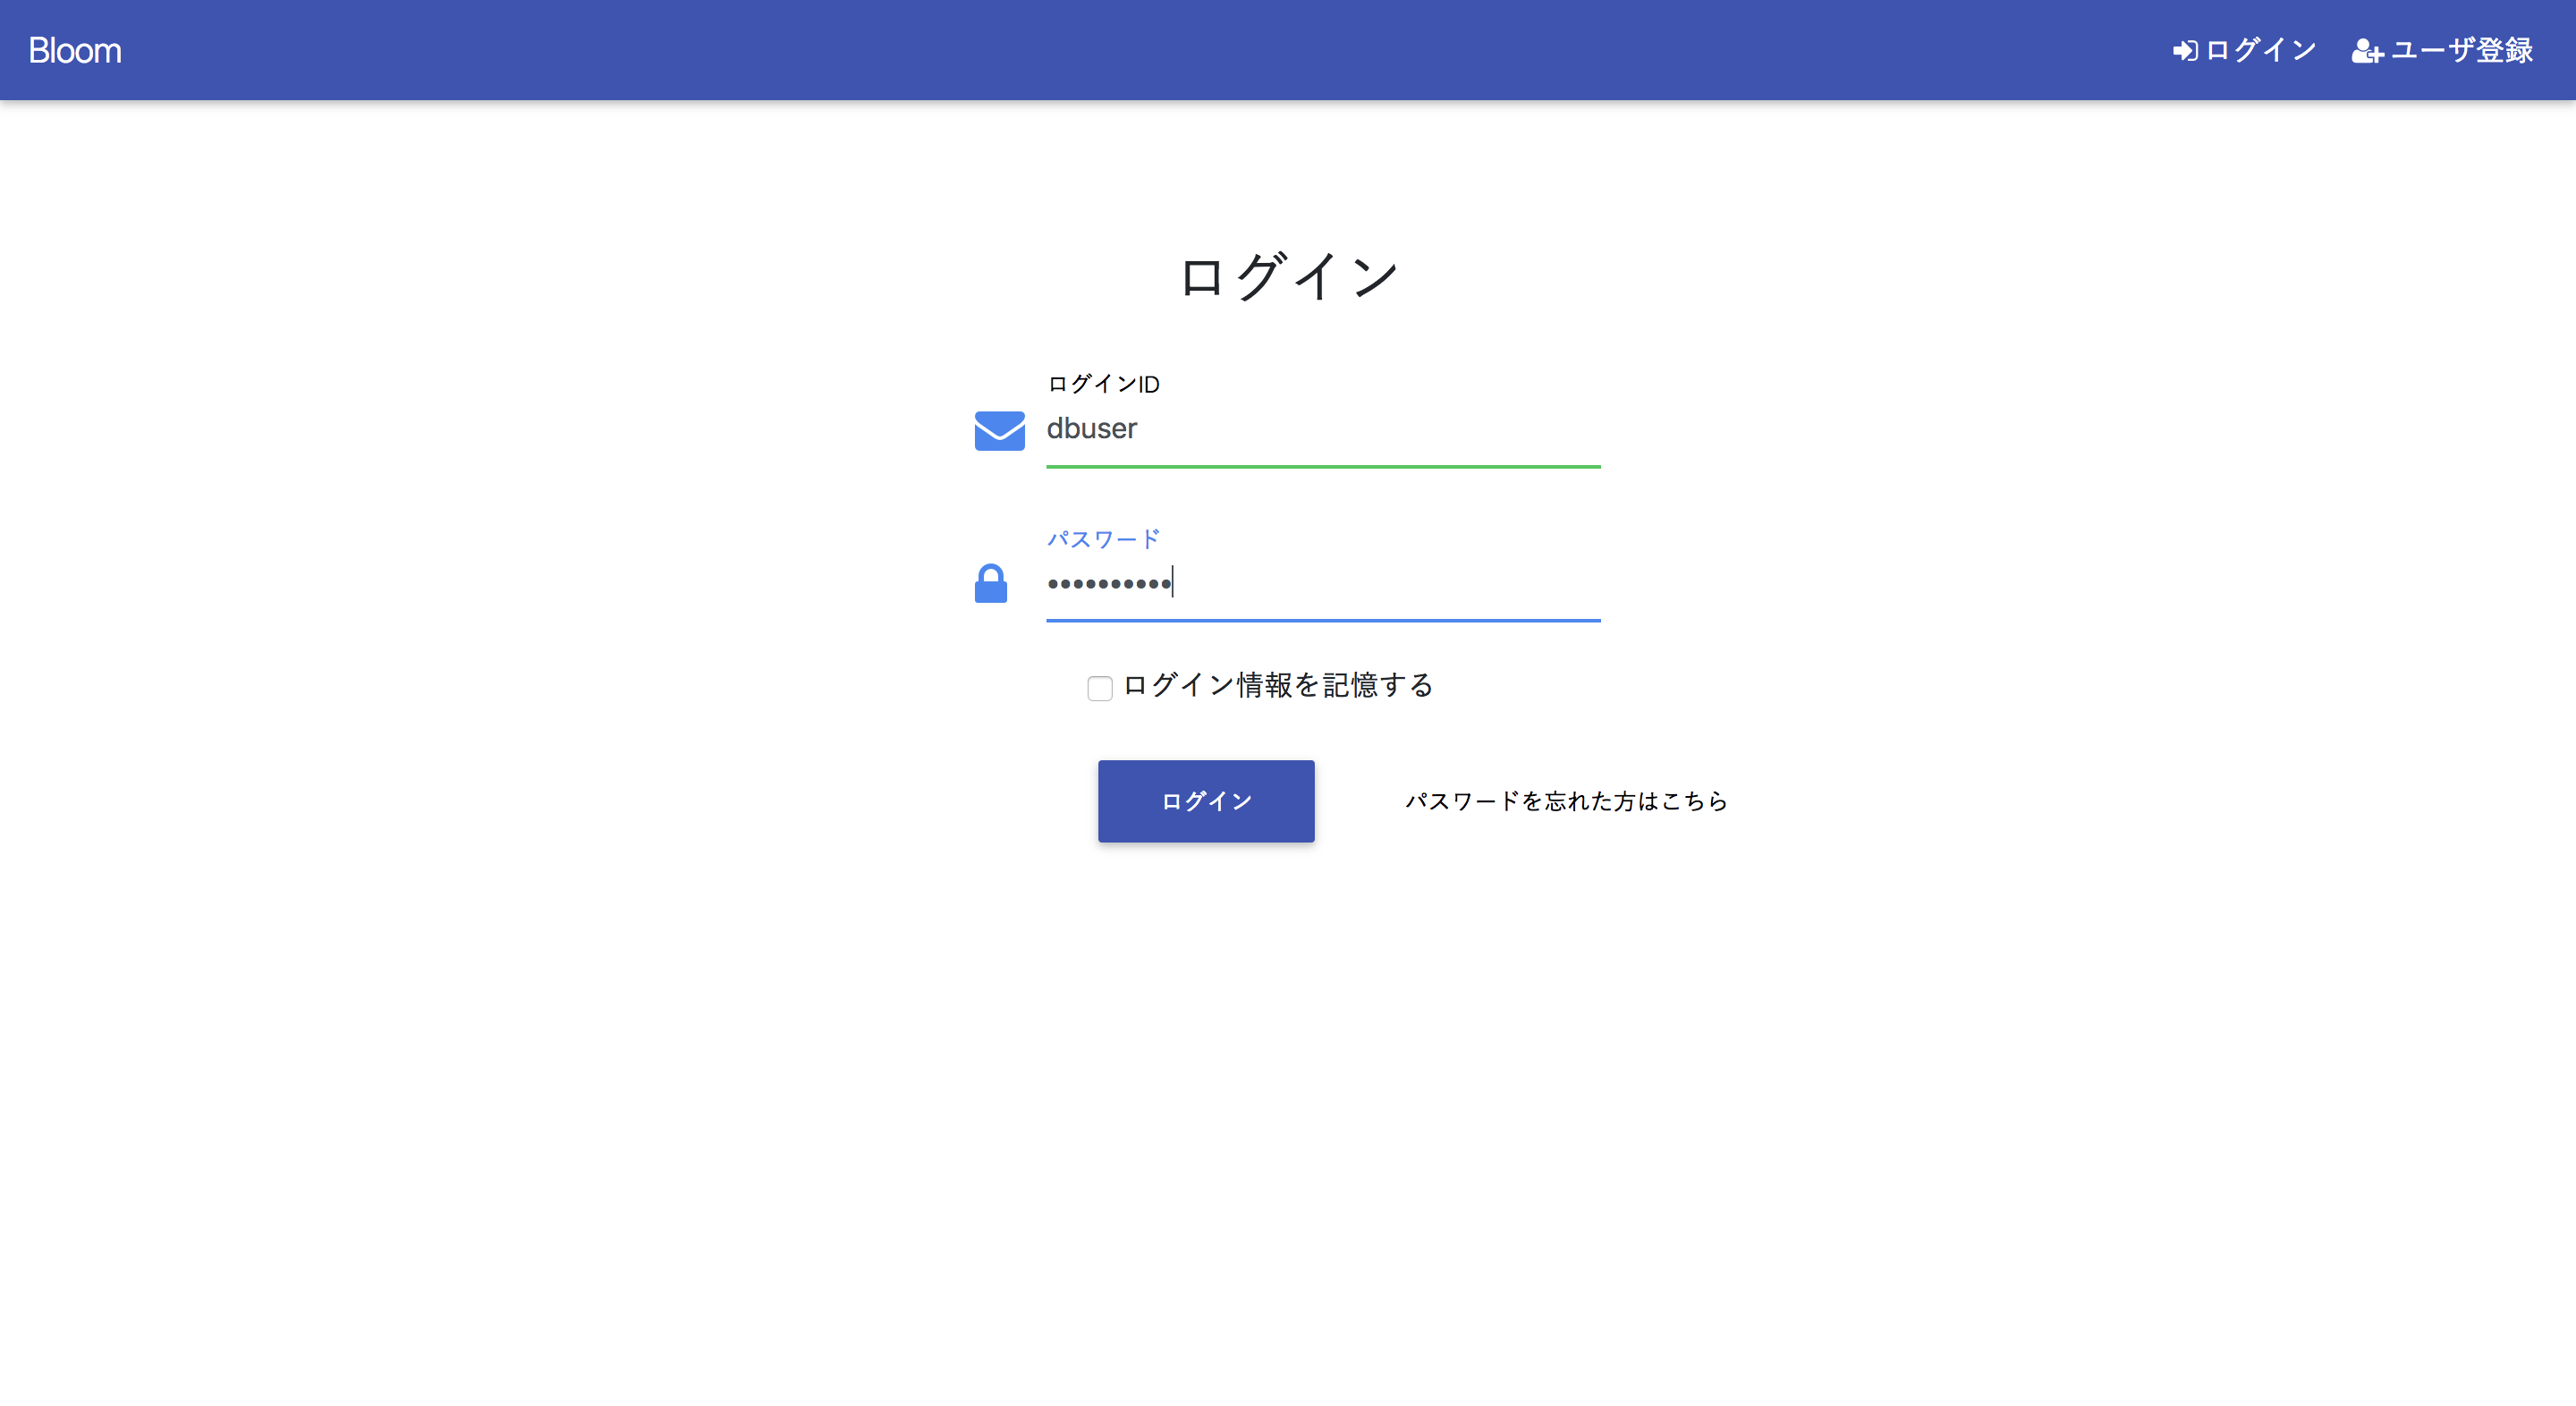 Bloom
ログイン ユーザ登録
ログイン
ログインID
dbuser
パスワード
••••••••••
ログイン情報を記憶する
ログイン パスワードを忘れた方はこちら